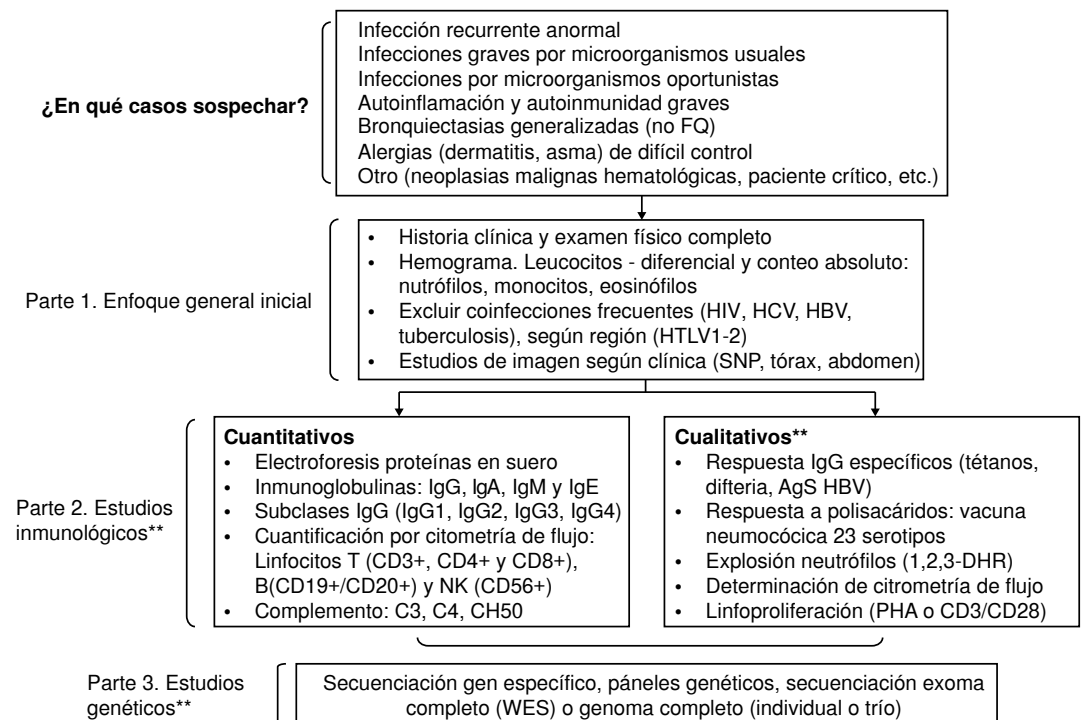 ¿En qué casos sospechar?
Infección recurrente anormal
Infecciones graves por microorganismos usuales
Infecciones por microorganismos oportunistas
Autoinflamación y autoinmunidad graves
Bronquiectasias generalizadas (no FQ)
Alergias (dermatitis, asma) de difícil control
Otro (neoplasias malignas hematológicas, paciente crítico, etc.)
Parte 1. Enfoque general inicial
• Historia clínica y examen físico completo
• Hemograma. Leucocitos - diferencial y conteo absoluto:
nutrófilos, monocitos, eosinófilos
• Excluir coinfecciones frecuentes (HIV, HCV, HBV,
tuberculosis), según región (HTLV1-2)
• Estudios de imagen según clínica (SNP, tórax, abdomen)
Parte 2. Estudios
inmunológicos**
Cuantitativos
• Electroforesis proteínas en suero
• Inmunoglobulinas: IgG, IgA, IgM y IgE
• Subclases IgG (IgG1, IgG2, IgG3, IgG4)
• Cuantificación por citometría de flujo:
Linfocitos T (CD3+, CD4+ y CD8+),
B(CD19+/CD20+) y NK (CD56+)
• Complemento: C3, C4, CH50
Cualitativos**
• Respuesta IgG específicos (tétanos,
difteria, AgS HBV)
• Respuesta a polisacáridos: vacuna
neumocócica 23 serotipos
• Explosión neutrófilos (1,2,3-DHR)
• Determinación de citrometría de flujo
• Linfoproliferación (PHA o CD3/CD28)
Parte 3. Estudios
genéticos**
Secuenciación gen específico, páneles genéticos, secuenciación exoma
completo (WES) o genoma completo (individual o trío)